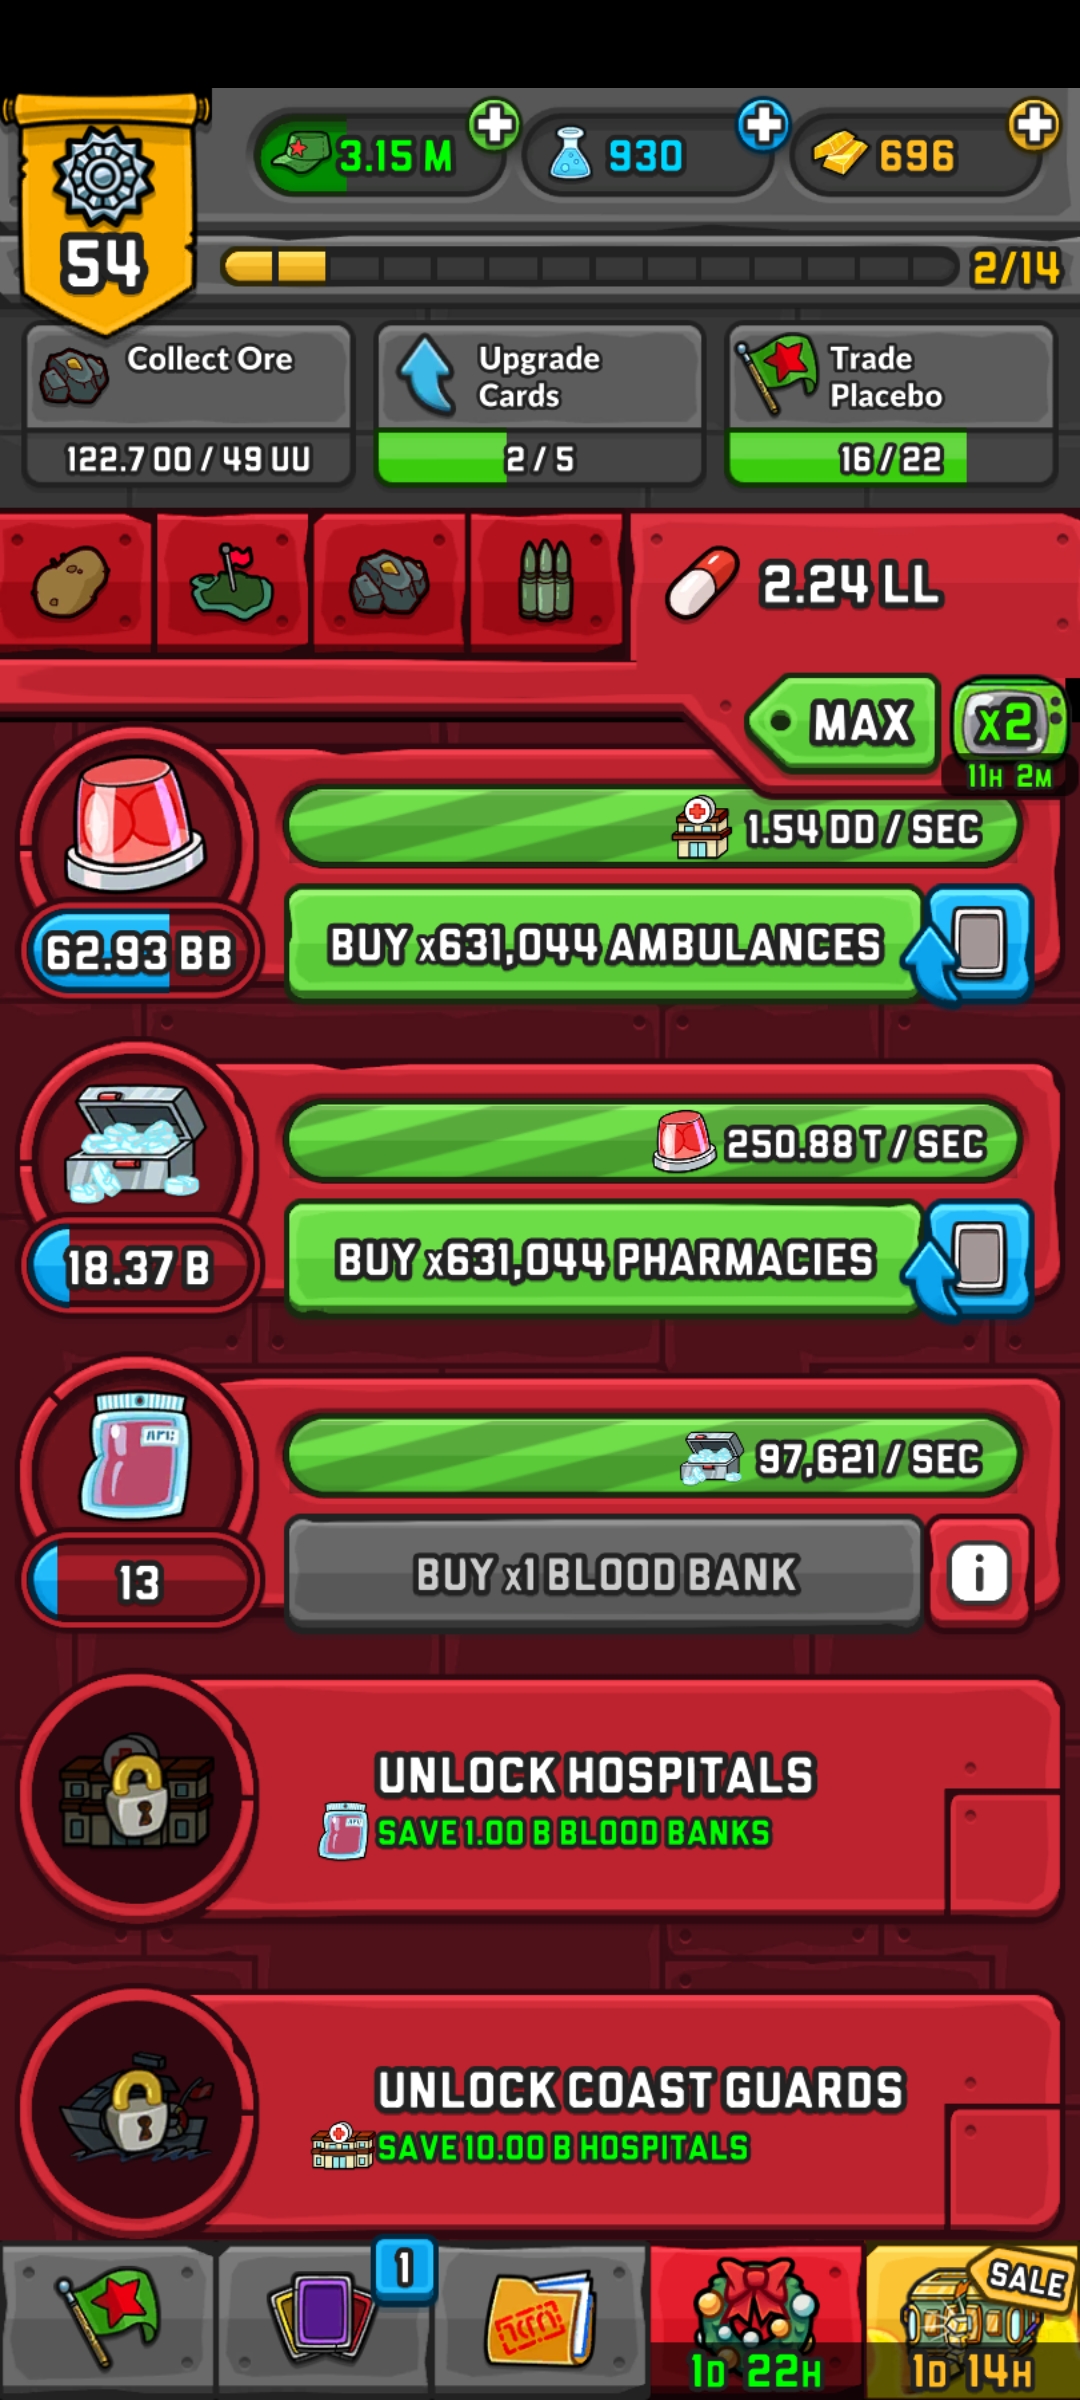 3.15 M
930
696
54
2/14
Collect Ore
122.7 OO / 49 UU
Upgrade
Cards
2 / 5
Trade
Placebo
16 / 22
2.24 LL
MAX
x2
11H 2M
1.54 DD / SEC
62.93 BB
BUY x631,044 AMBULANCES
250.88 T / SEC
18.37 B
BUY x631,044 PHARMACIES
97,621 / SEC
13
BUY x1 BLOOD BANK
i
UNLOCK HOSPITALS
SAVE 1.00 B BLOOD BANKS
UNLOCK COAST GUARDS
SAVE 10.00 B HOSPITALS
1
SALE
1D 22H
1D 14H